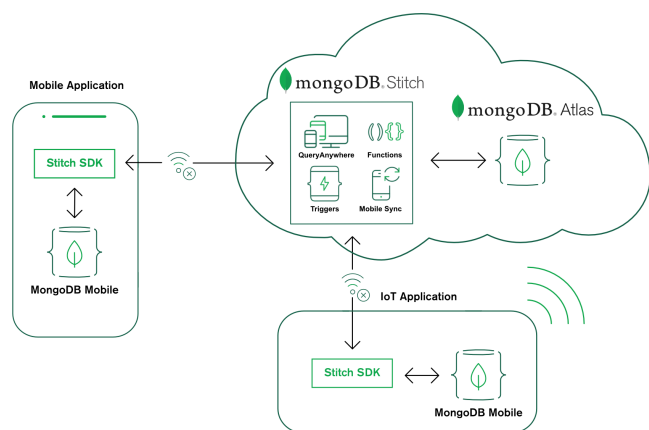 mongoDB. Stitch
Mobile Application
mongoDB. Atlas
QueryAnywhere
Functions
Stitch SDK
Triggers
Mobile Sync
MongoDB Mobile
IoT Application
Stitch SDK
MongoDB Mobile